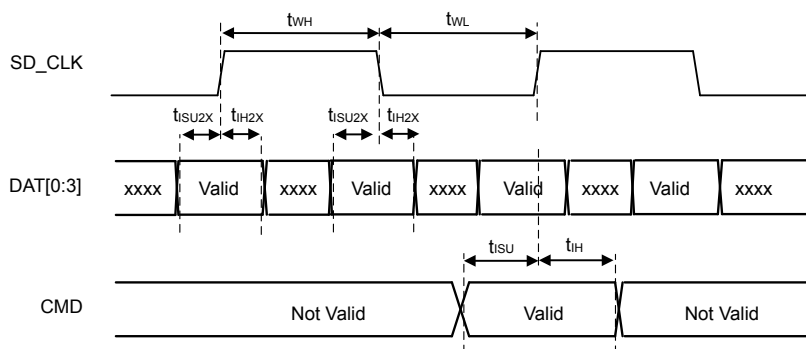 tWH tWL
SD_CLK
tISU2X tIH2X tISU2X tIH2X
DAT[0:3] xxxx Valid xxxx Valid xxxx Valid xxxx Valid xxxx
tISU tIH
CMD Not Valid Valid Not Valid